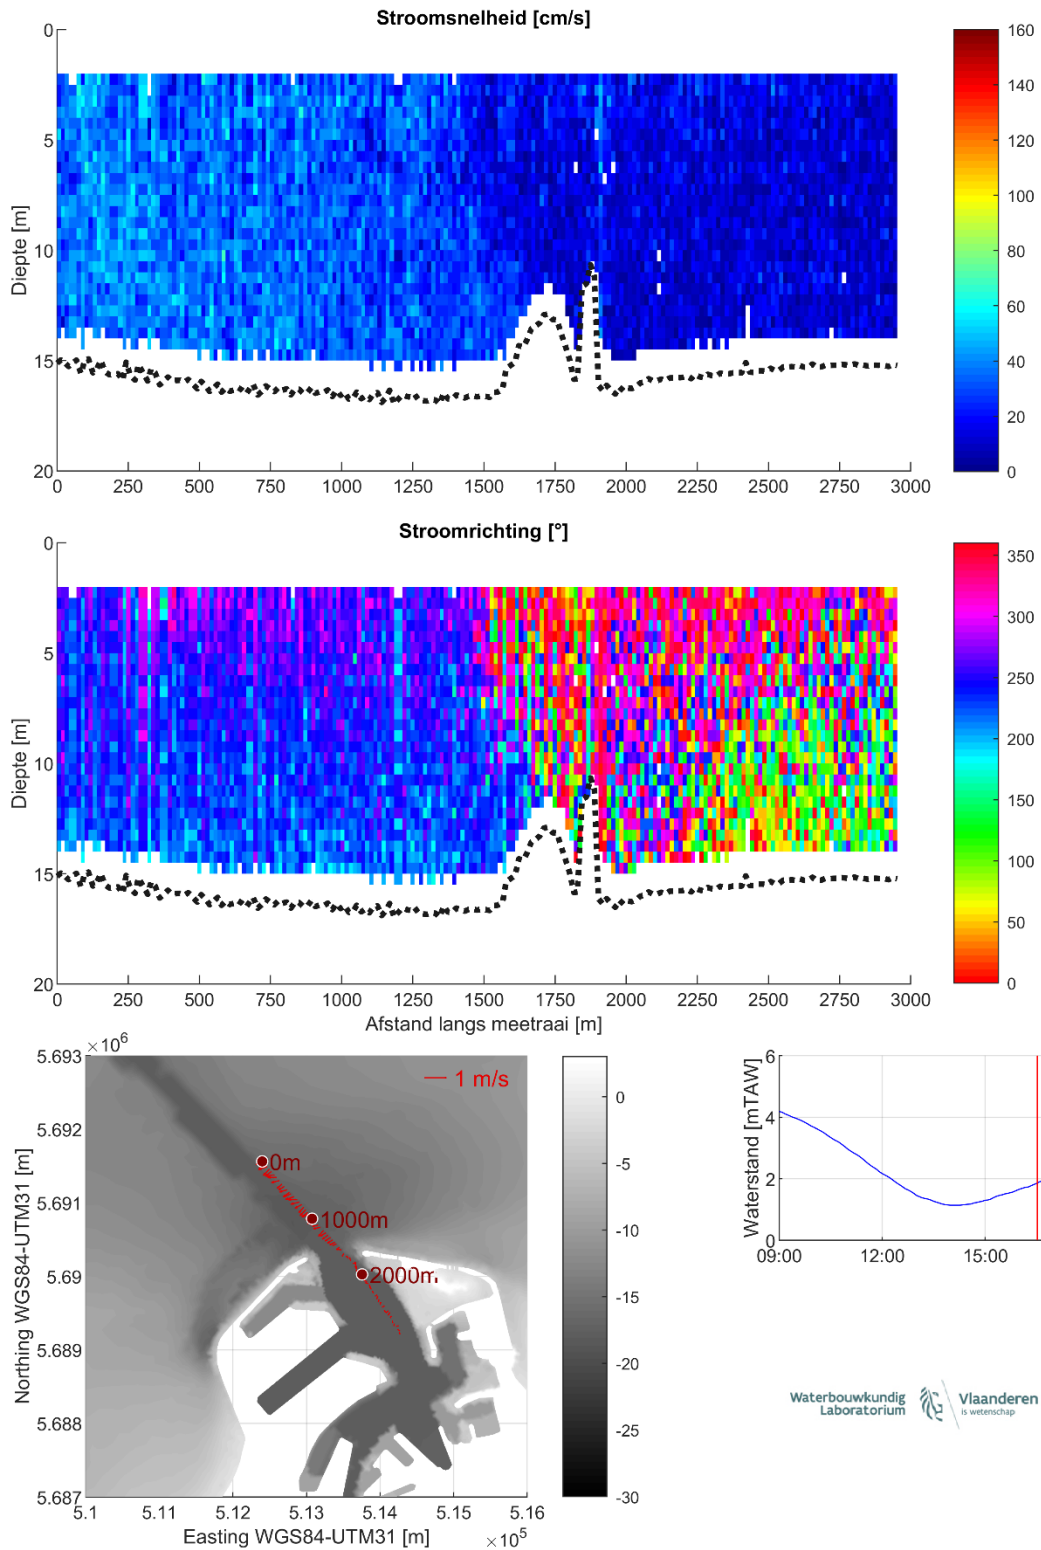 Stroomsnelheid [cm/s]
Diepte [m]
0
5
10
15
20
0 250 500 750 1000 1250 1500 1750 2000 2250 2500 2750 3000
160
140
120
100
80
60
40
20
0
Stroomrichting [°]
Diepte [m]
0
5
10
15
20
0 250 500 750 1000 1250 1500 1750 2000 2250 2500 2750 3000
Afstand langs meetraai [m]
350
300
250
200
150
100
50
0
×10⁶
5.693
5.692
5.691
5.69
5.689
5.688
5.687
Northing WGS84-UTM31 [m]
1 m/s
0m
1000m
2000m
5.1 5.11 5.12 5.13 5.14 5.15 5.16
Easting WGS84-UTM31 [m]
×10⁵
0
-5
-10
-15
-20
-25
-30
Waterstand [mTAW]
6
4
2
0
09:00 12:00 15:00
Waterbouwkundig
Laboratorium
Vlaanderen
is wetenschap